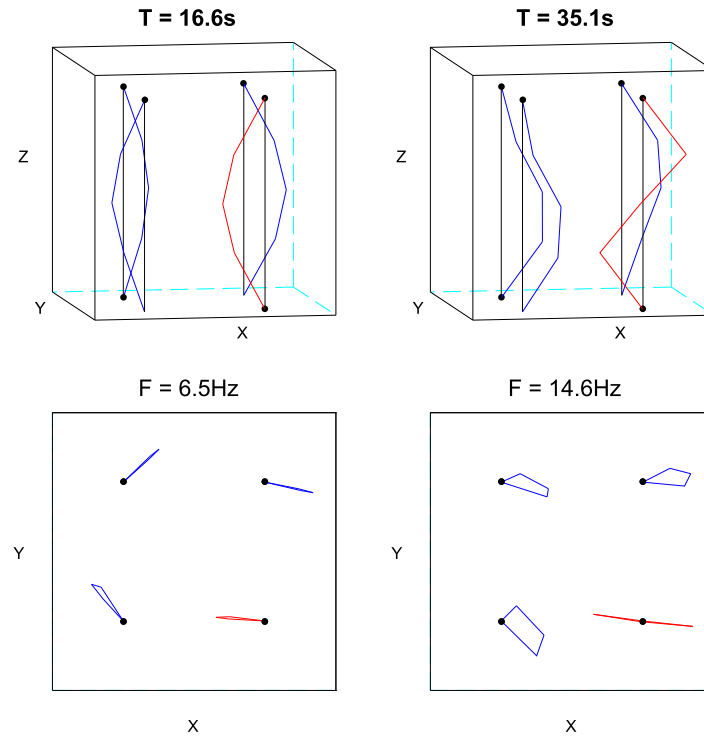 T = 16.6s
T = 35.1s
Z
Z
Y
Y
X
X
F = 6.5Hz
F = 14.6Hz
Y
Y
X
X